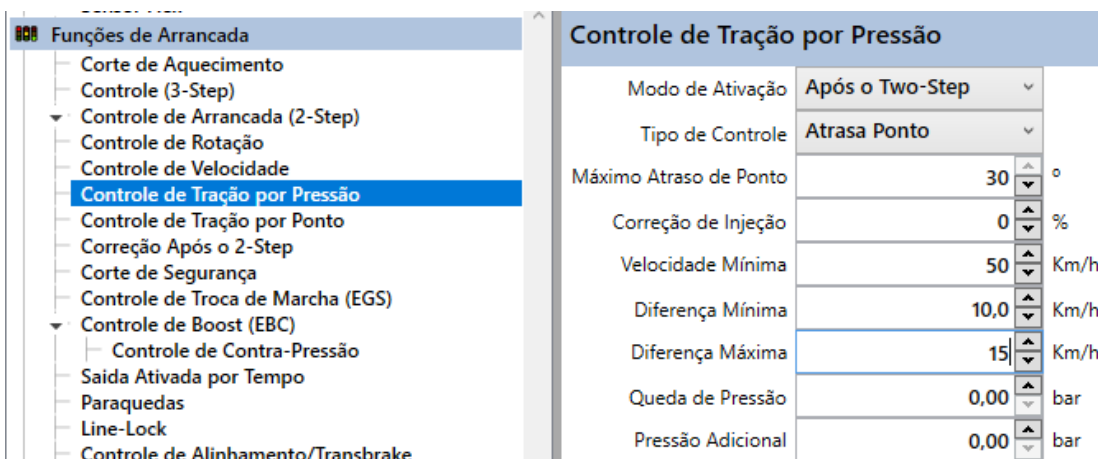 Funções de Arrancada
Corte de Aquecimento
Controle (3-Step)
Controle de Arrancada (2-Step)
Controle de Rotação
Controle de Velocidade
Controle de Tração por Pressão
Controle de Tração por Ponto
Correção Após o 2-Step
Corte de Segurança
Controle de Troca de Marcha (EGS)
Controle de Boost (EBC)
Controle de Contra-Pressão
Saida Ativada por Tempo
Paraquedas
Line-Lock
Controle de Alinhamento/Transbrake
Controle de Tração por Pressão
Modo de Ativação Após o Two-Step
Tipo de Controle Atrasa Ponto
Máximo Atraso de Ponto 30 °
Correção de Injeção 0 %
Velocidade Mínima 50 Km/h
Diferença Mínima 10,0 Km/h
Diferença Máxima 15 Km/h
Queda de Pressão 0,00 bar
Pressão Adicional 0,00 bar